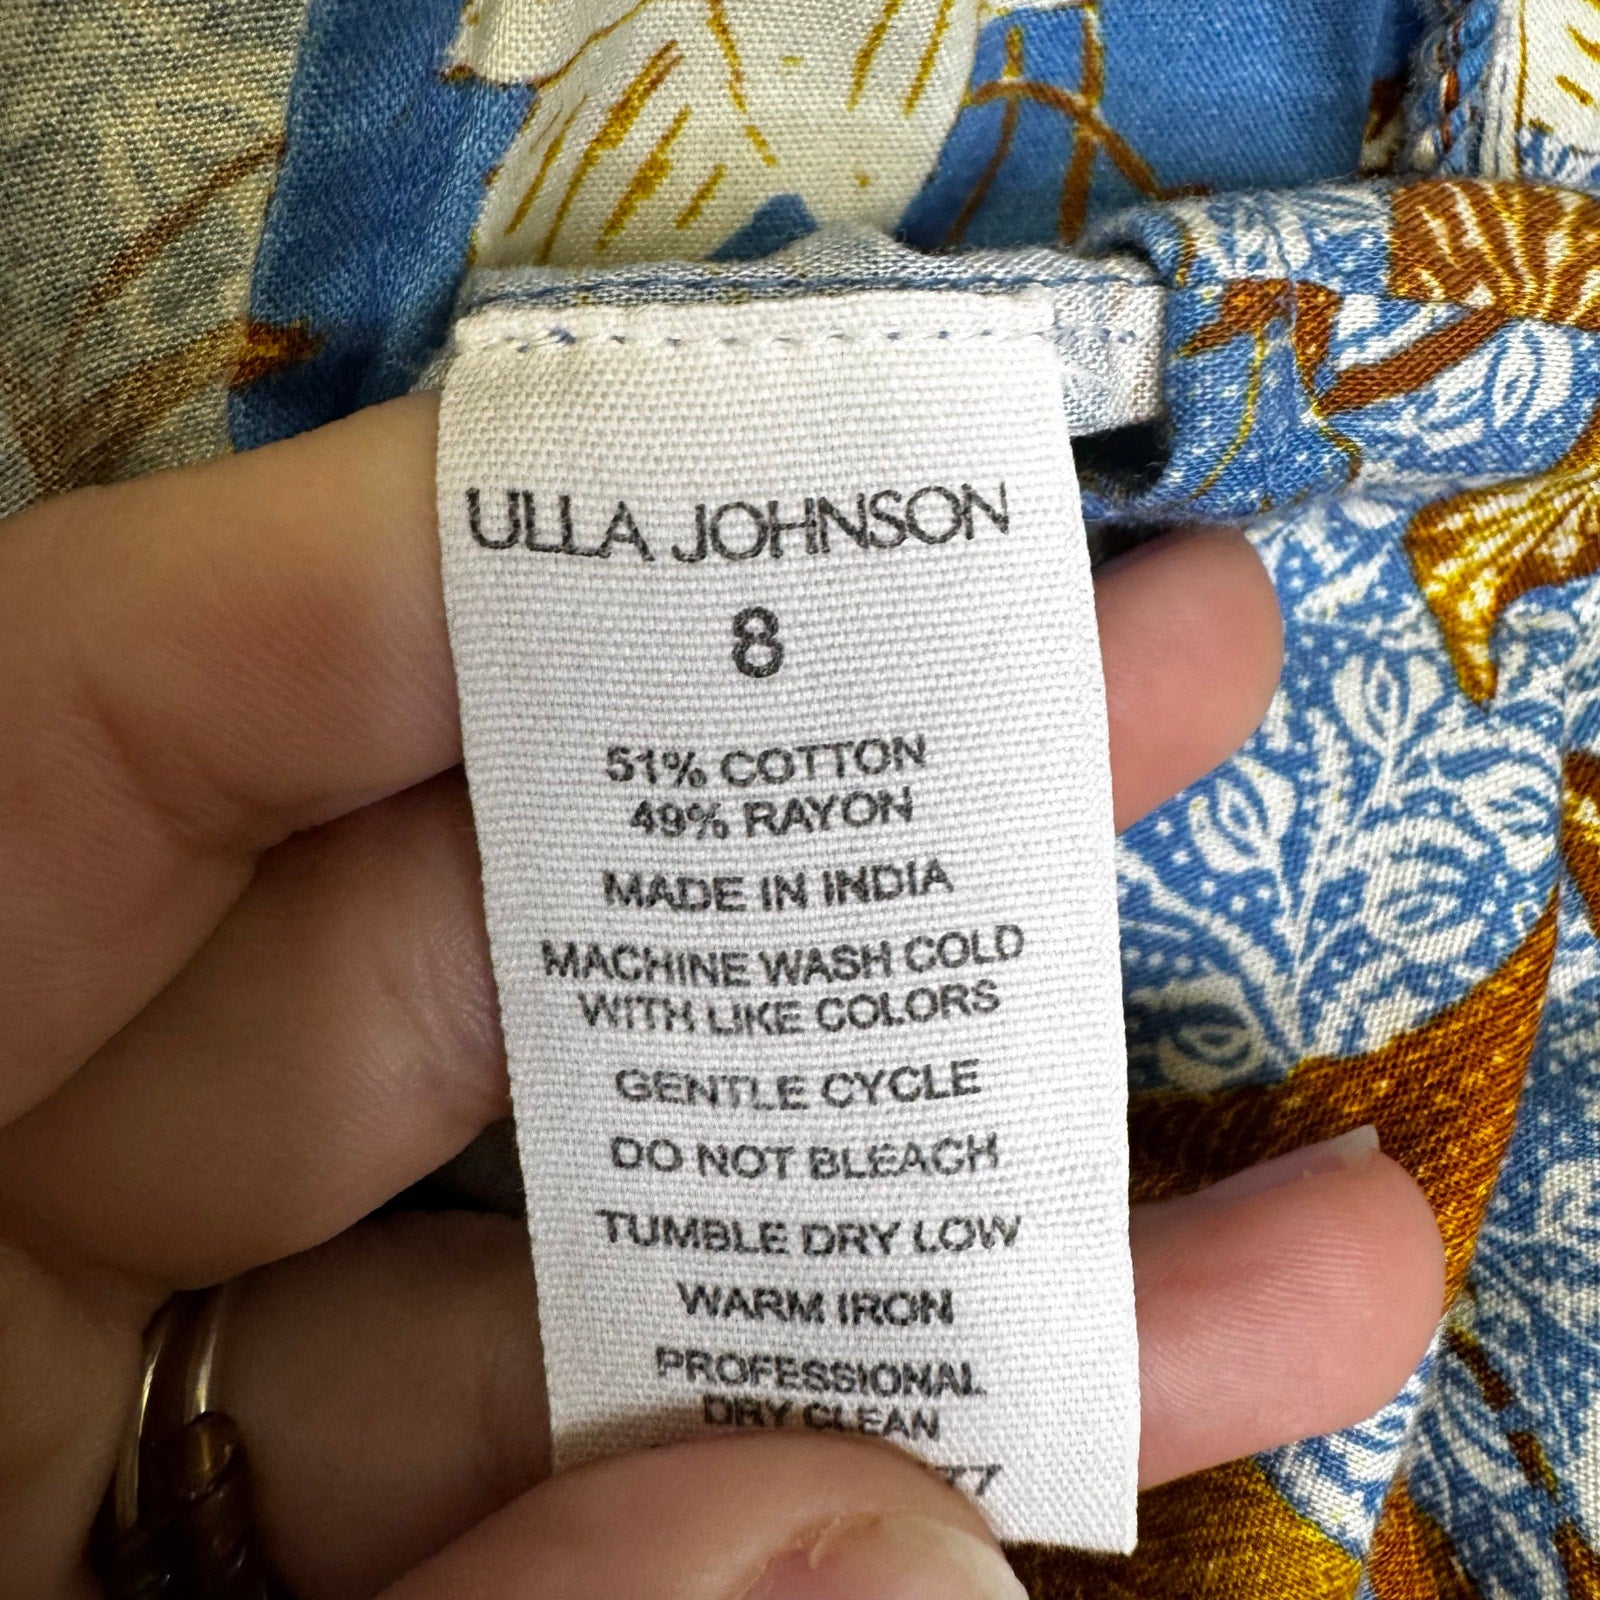 ULLA JOHNSON
8
51% COTTON
49% RAYON
MADE IN INDIA
MACHINE WASH COLD
WITH LIKE COLORS
GENTLE CYCLE
DO NOT BLEACH
TUMBLE DRY LOW
WARM IRON
PROFESSIONAL
DRY CLEAN